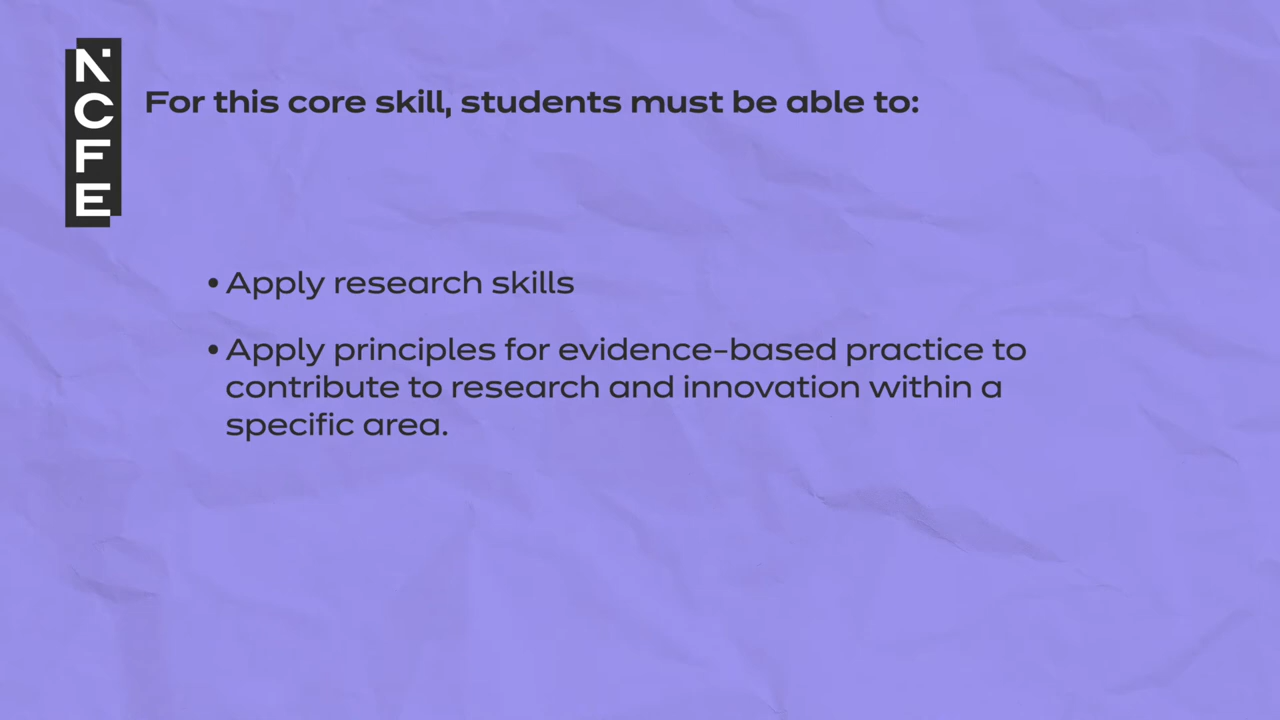 NCFE
For this core skill, students must be able to:
• Apply research skills
• Apply principles for evidence-based practice to
contribute to research and innovation within a
specific area.